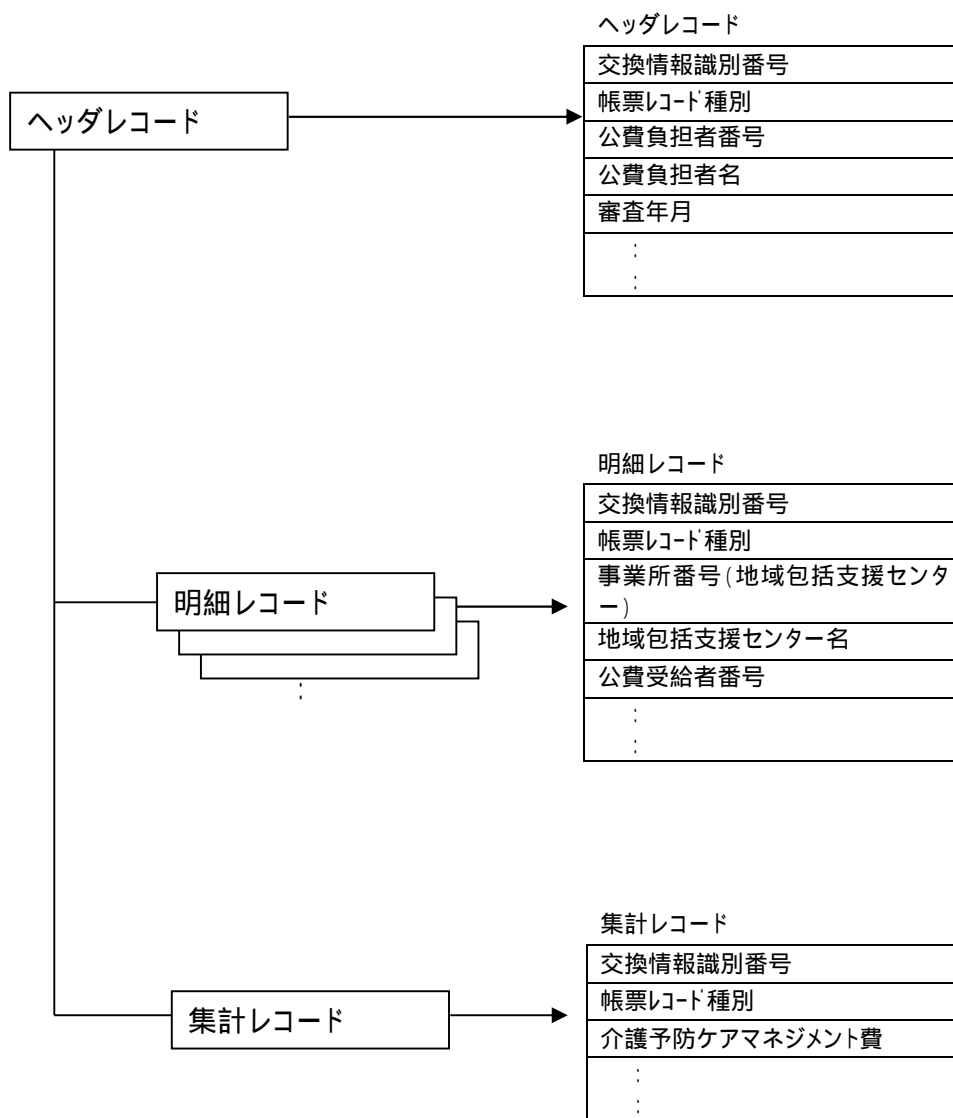 ヘッダレコード
交換情報識別番号
帳票ﾚｺｰﾄﾞ種別
公費負担者番号
公費負担者名
審査年月
:
:
ヘッダレコード
明細レコード
交換情報識別番号
帳票ﾚｺｰﾄﾞ種別
事業所番号(地域包括支援センタ
ー)
地域包括支援センター名
公費受給者番号
:
:
明細レコード
:
集計レコード
交換情報識別番号
帳票ﾚｺｰﾄﾞ種別
介護予防ケアマネジメント費
:
:
集計レコード